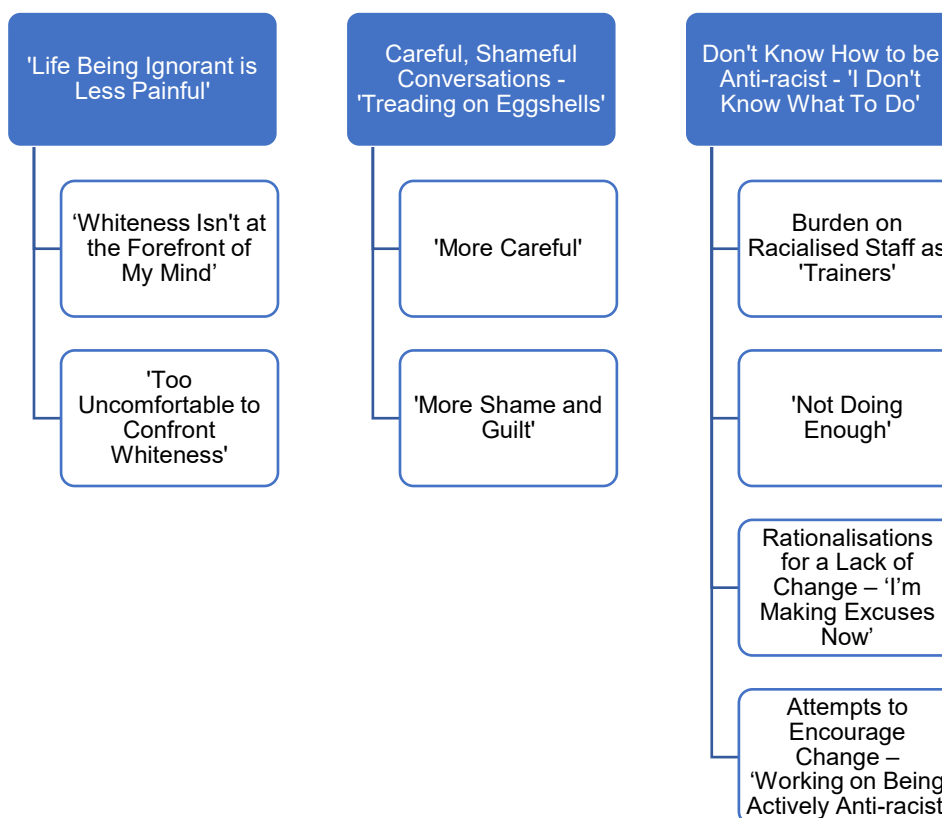 'Life Being Ignorant is
Less Painful'
‘Whiteness Isn't at
the Forefront of
My Mind’
'Too
Uncomfortable to
Confront
Whiteness'
Careful, Shameful
Conversations -
'Treading on Eggshells'
'More Careful'
'More Shame and
Guilt'
Don't Know How to be
Anti-racist - 'I Don't
Know What To Do'
Burden on
Racialised Staff as
'Trainers'
'Not Doing
Enough'
Rationalisations
for a Lack of
Change – ‘I’m
Making Excuses
Now’
Attempts to
Encourage
Change –
‘Working on Being
Actively Anti-racist